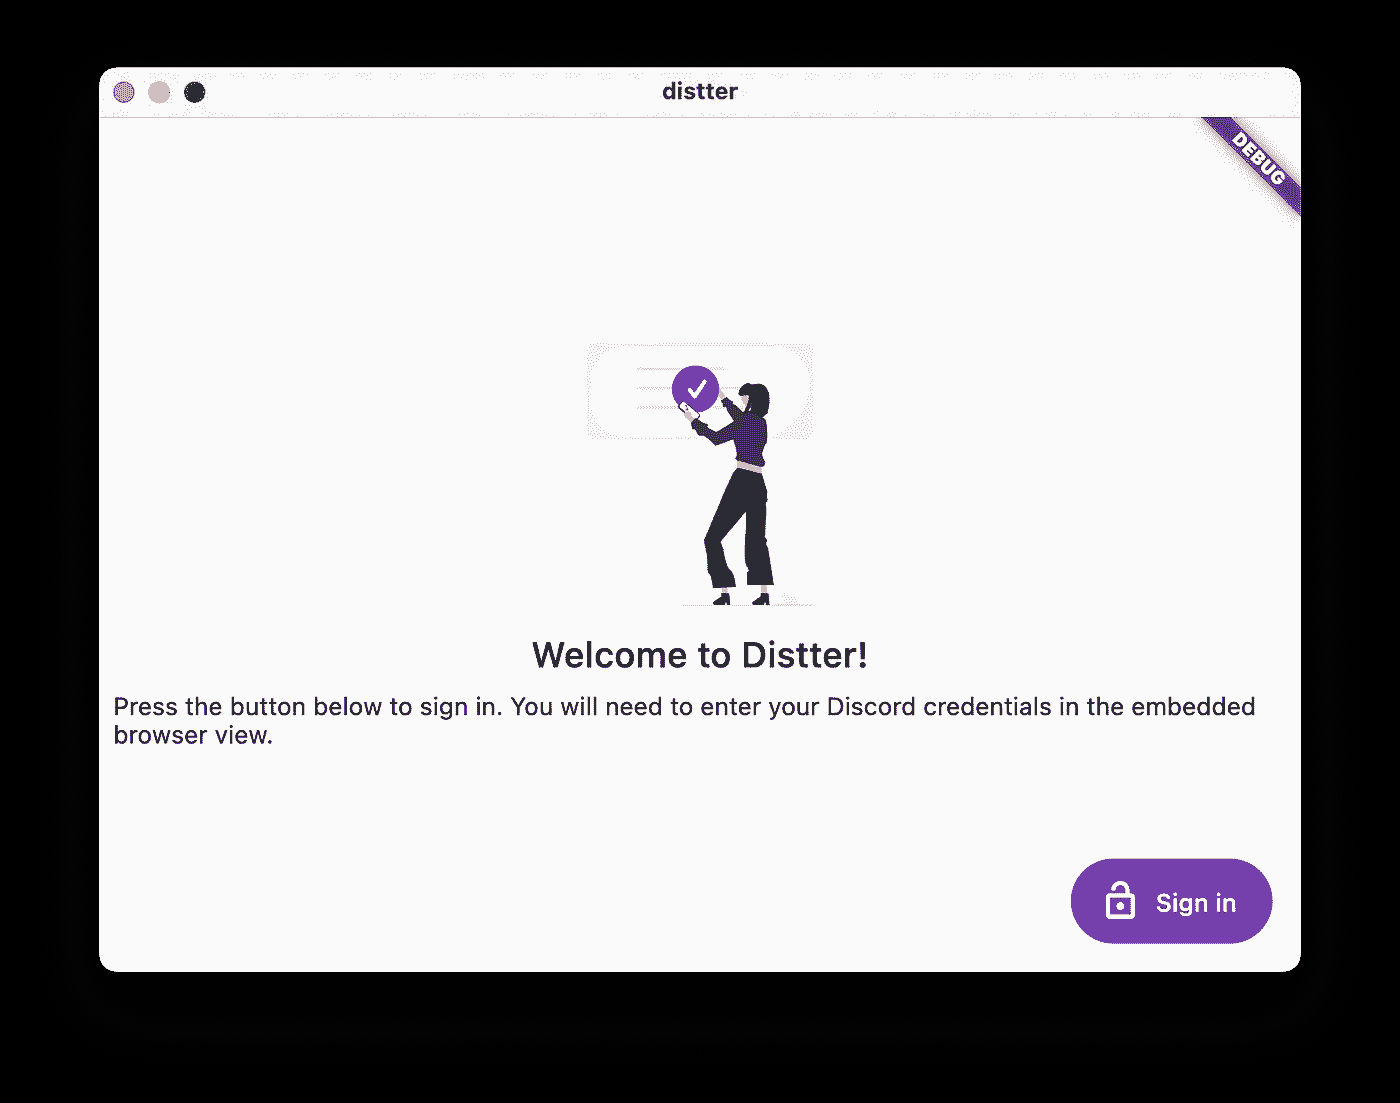 distter
DEBUG
Welcome to Distter!
Press the button below to sign in. You will need to enter your Discord credentials in the embedded
browser view.
Sign in